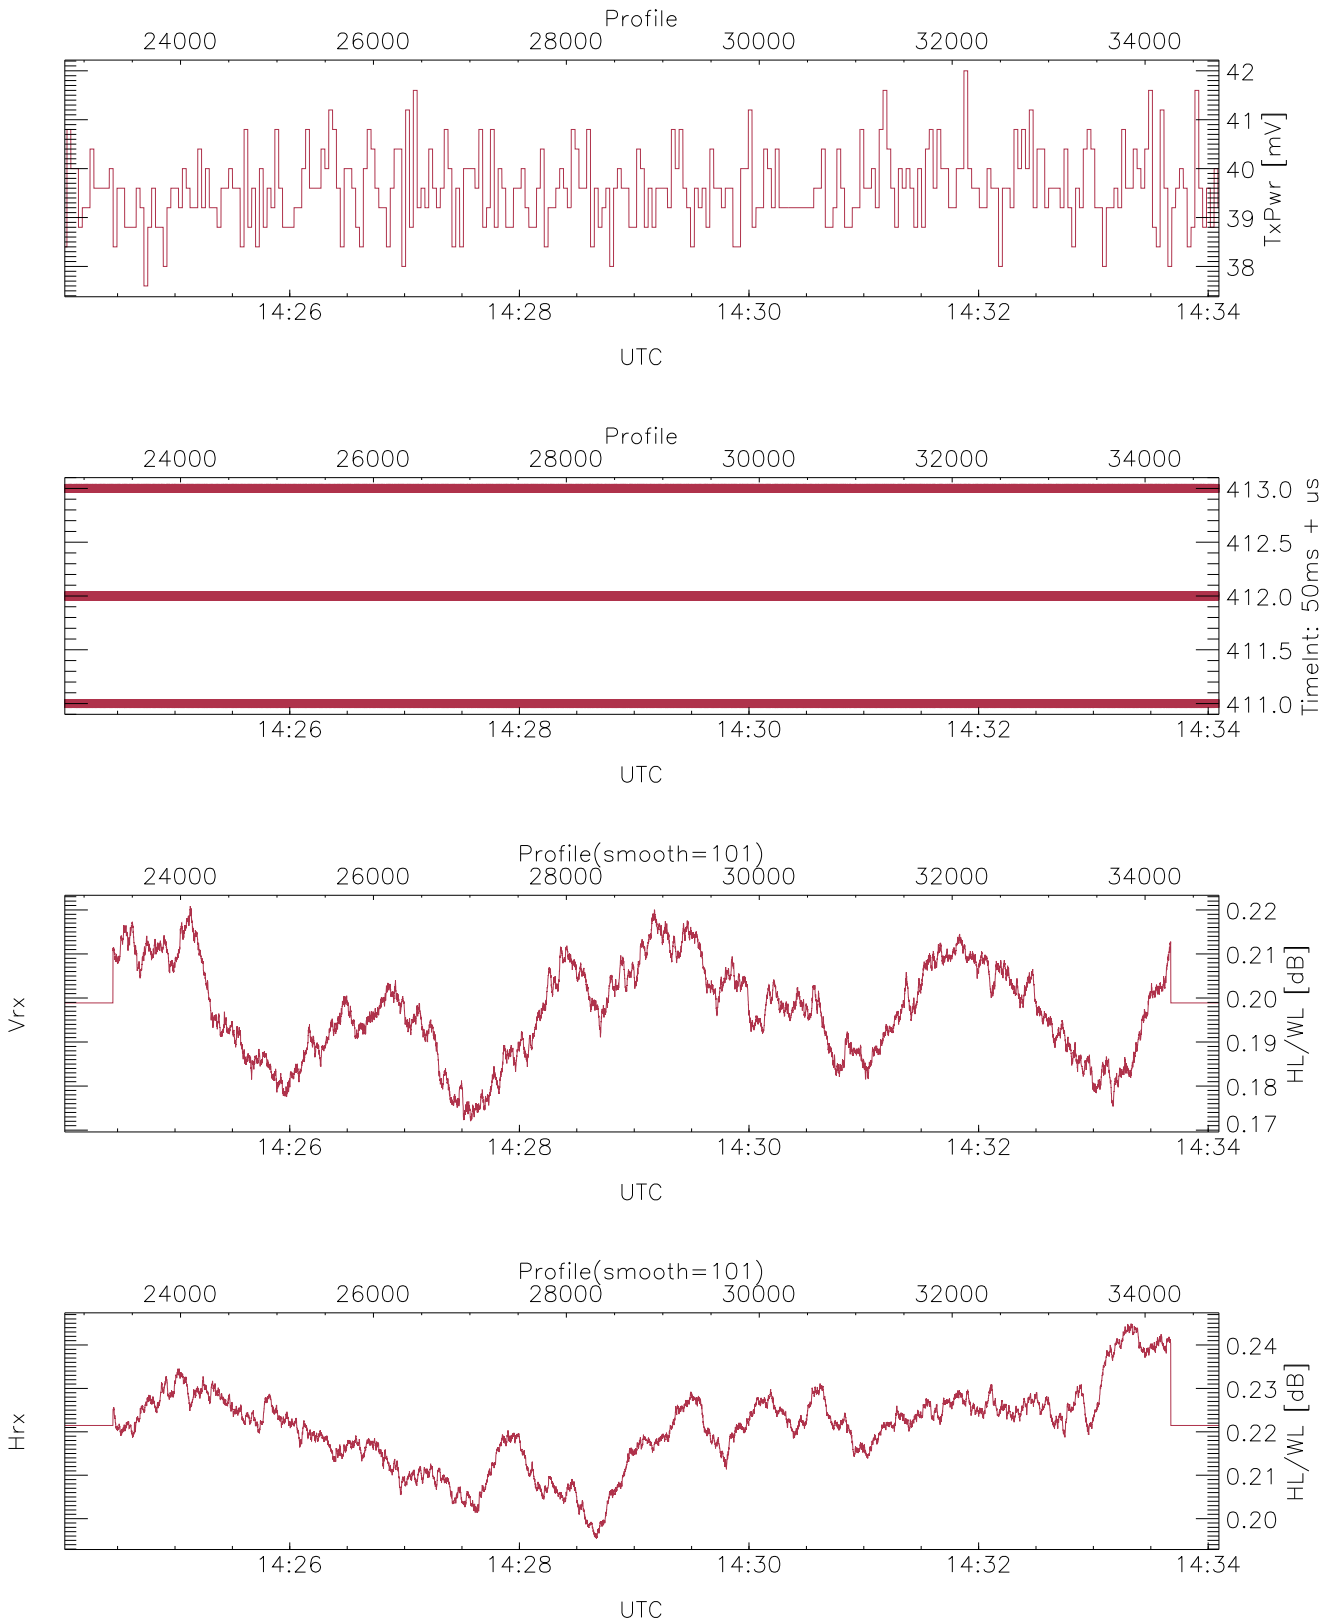 Profile
24000 26000 28000 30000 32000 34000
42
41
40
39
38
TxPwr [mV]
14:26 14:28 14:30 14:32 14:34
UTC
Profile
24000 26000 28000 30000 32000 34000
413.0
412.5
412.0
411.5
411.0
TimeInt: 50ms + us
14:26 14:28 14:30 14:32 14:34
UTC
Profile(smooth=101)
24000 26000 28000 30000 32000 34000
Vrx
0.22
0.21
0.20
0.19
0.18
0.17
HL/WL [dB]
14:26 14:28 14:30 14:32 14:34
UTC
Profile(smooth=101)
24000 26000 28000 30000 32000 34000
Hrx
0.24
0.23
0.22
0.21
0.20
HL/WL [dB]
14:26 14:28 14:30 14:32 14:34
UTC